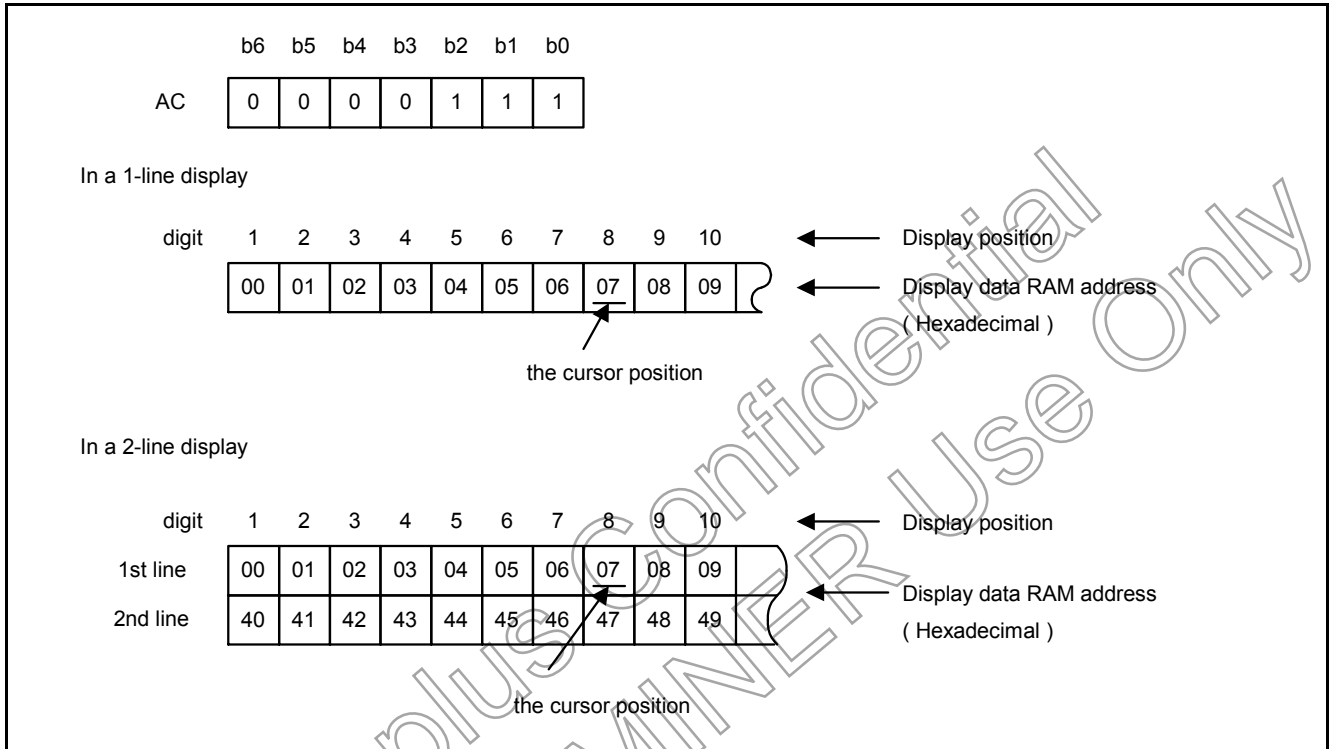 b6 b5 b4 b3 b2 b1 b0
AC 0 0 0 0 1 1 1
In a 1-line display
digit 1 2 3 4 5 6 7 8 9 10 Display position
00 01 02 03 04 05 06 07 08 09 Display data RAM address
( Hexadecimal )
the cursor position
In a 2-line display
digit 1 2 3 4 5 6 7 8 9 10 Display position
1st line 00 01 02 03 04 05 06 07 08 09
Display data RAM address
2nd line 40 41 42 43 44 45 46 47 48 49
( Hexadecimal )
the cursor position
plus Confidential
Use Only